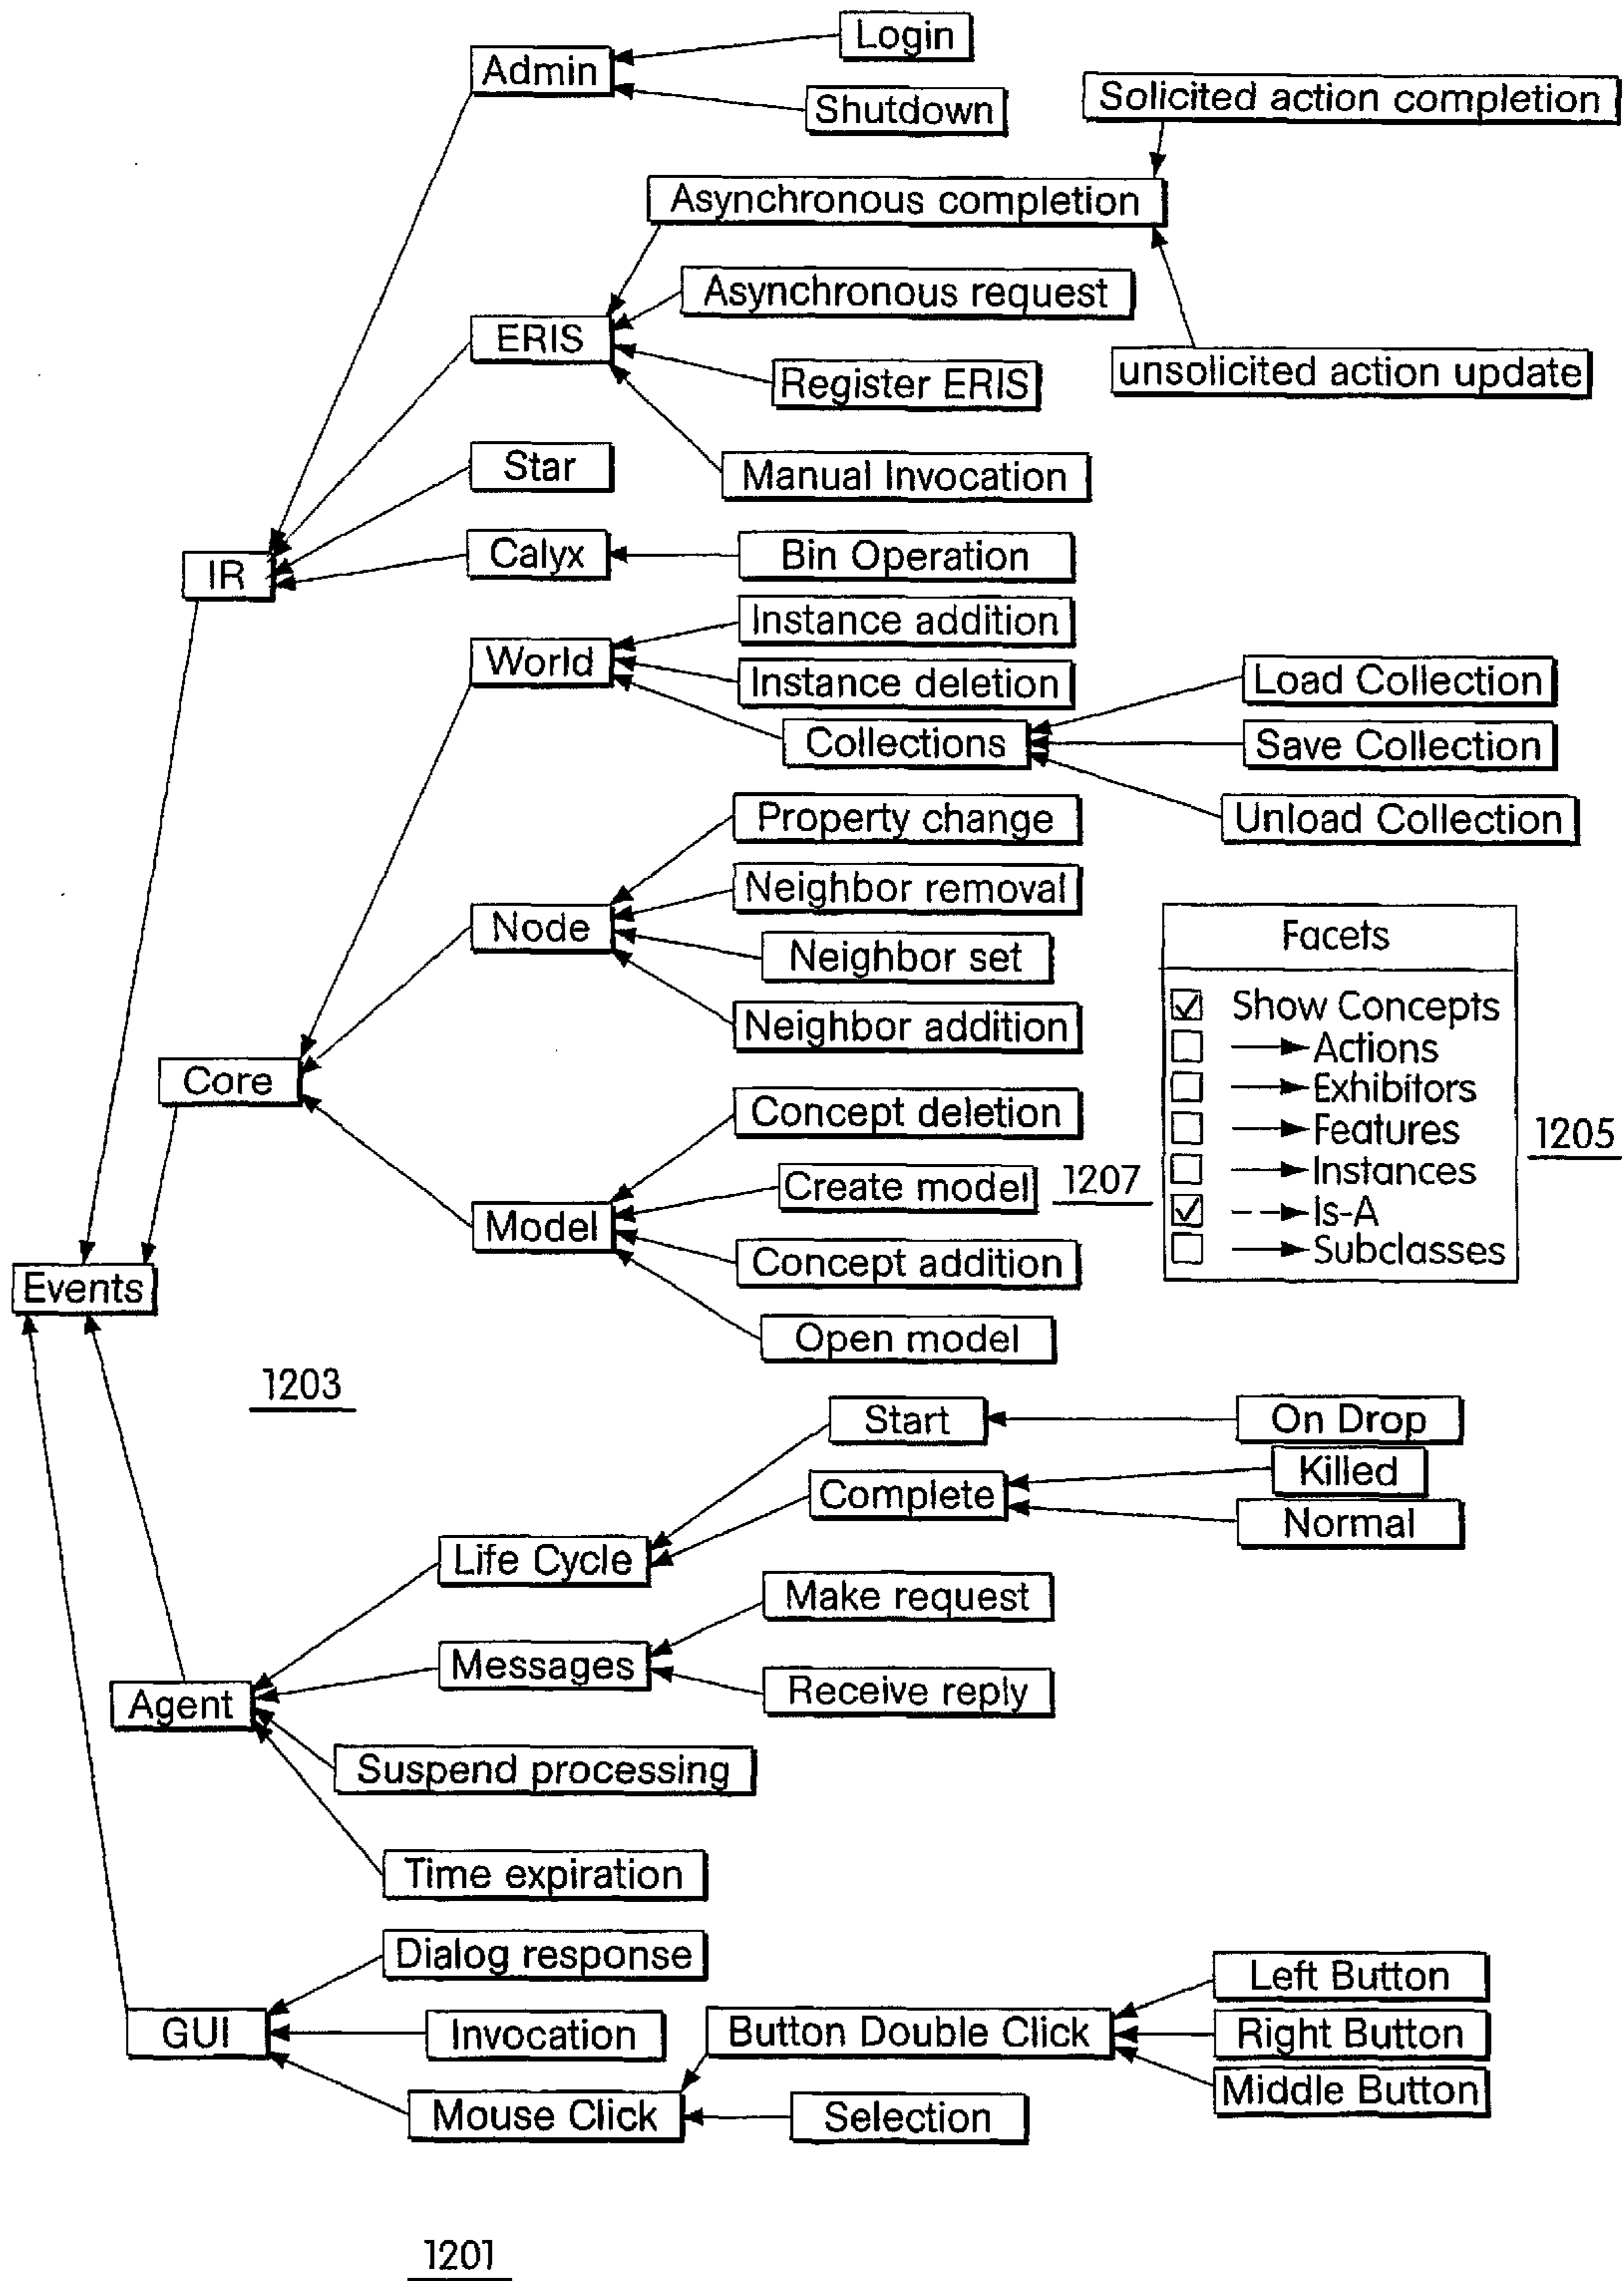 Login
Admin
Shutdown
Solicited action completion
Asynchronous completion
Asynchronous request
ERIS
Register ERIS
unsolicited action update
Star
Manual Invocation
IR
Calyx
Bin Operation
World
Instance addition
Instance deletion
Collections
Load Collection
Save Collection
Unload Collection
Property change
Neighbor removal
Node
Neighbor set
Neighbor addition
Facets
Show Concepts
Actions
Exhibitors
Features
Instances
Is-A
Subclasses
1205
Core
Concept deletion
Create model
1207
Model
Concept addition
Open model
Events
1203
Start
On Drop
Killed
Complete
Normal
Life Cycle
Make request
Messages
Receive reply
Agent
Suspend processing
Time expiration
Dialog response
GUI
Invocation
Button Double Click
Left Button
Right Button
Middle Button
Mouse Click
Selection
1201